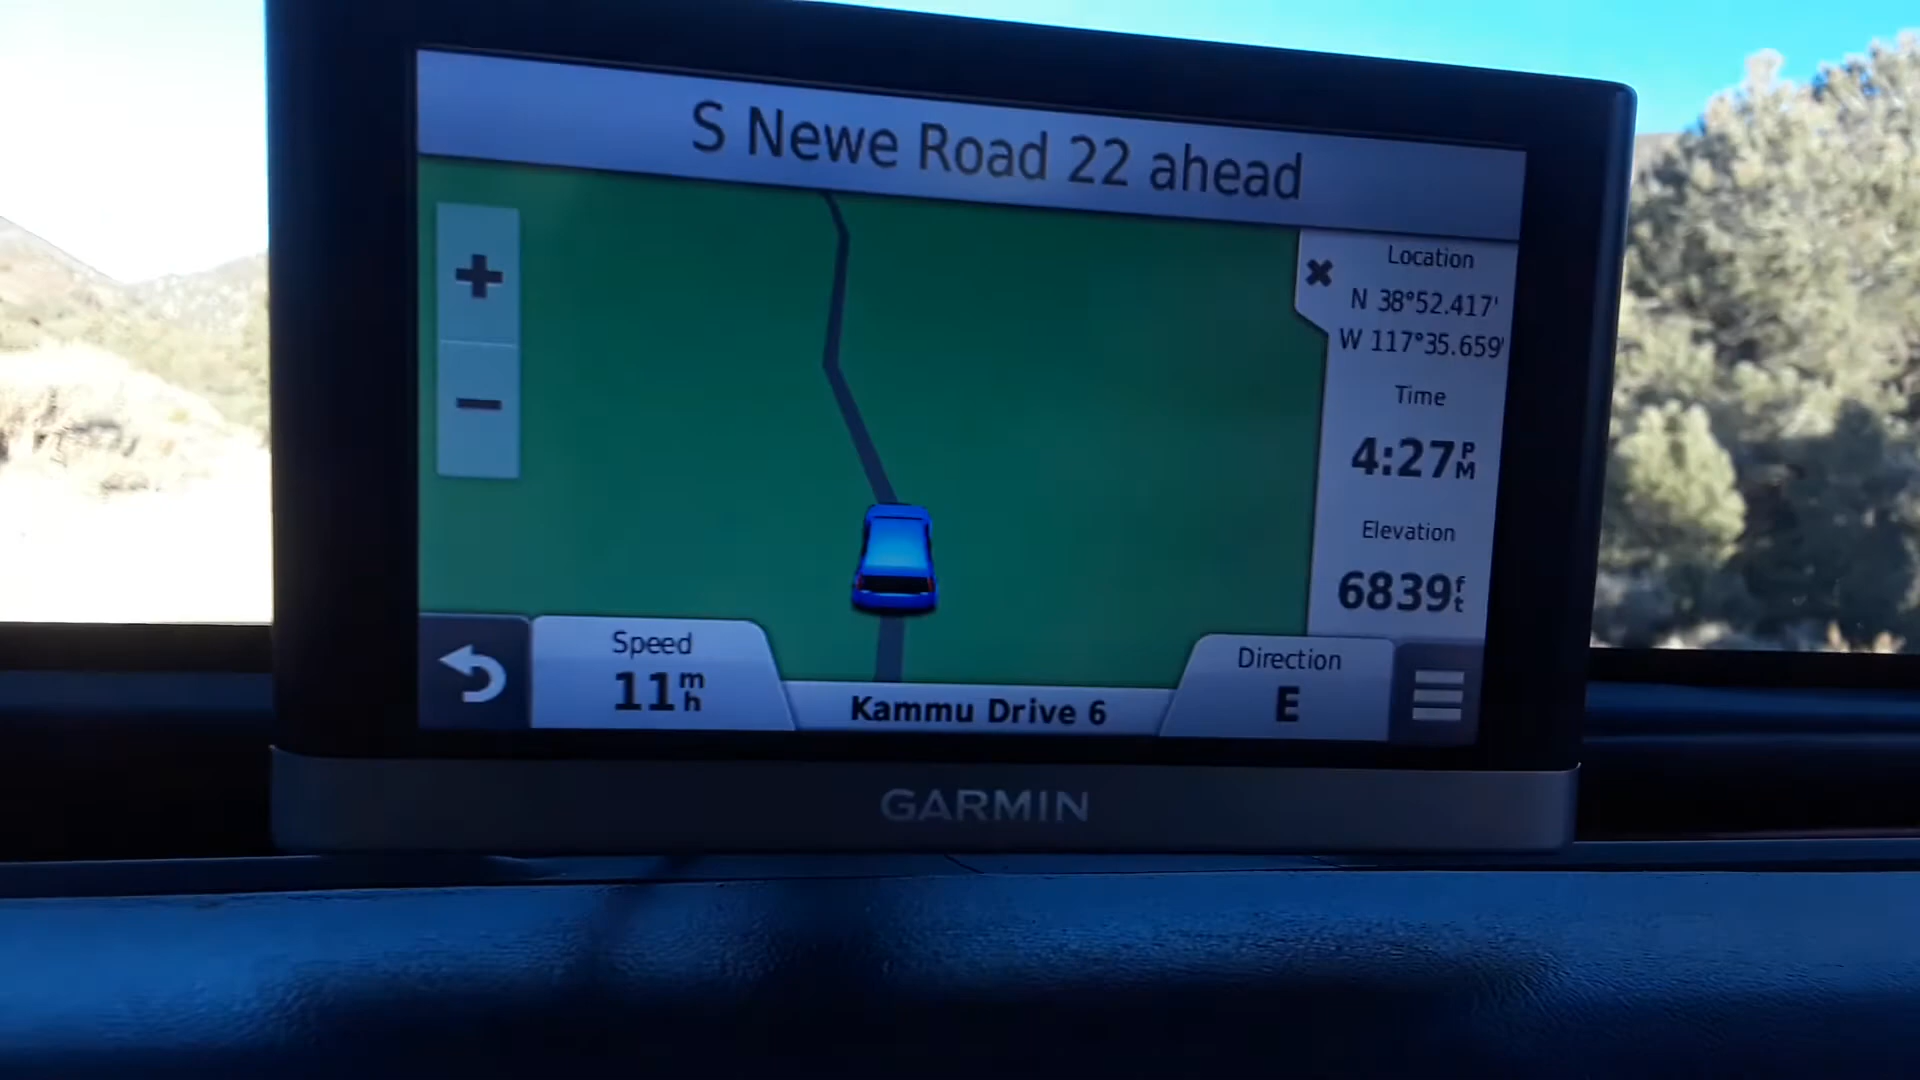 S Newe Road 22 ahead
Location
N 38°52.417'
W 117°35.659'
Time
4:27 PM
Elevation
6839 ft
Speed
11 mh
Kammu Drive 6
Direction
E
GARMIN